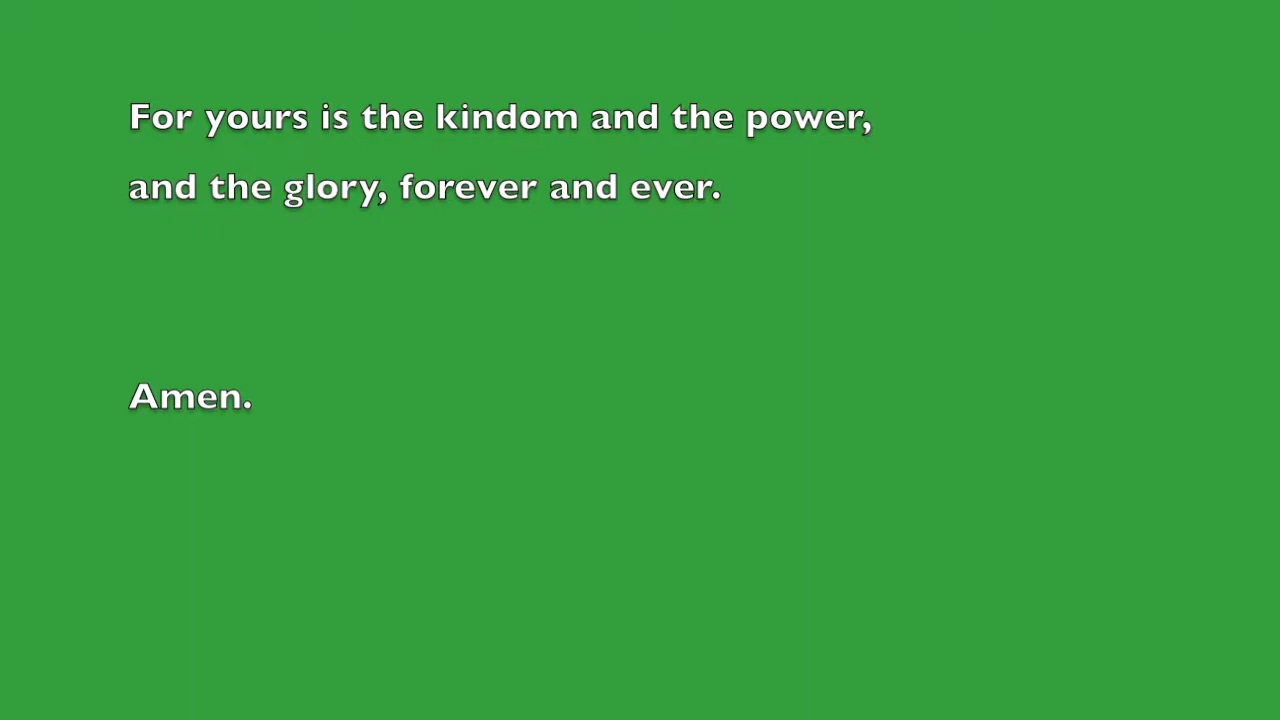 For yours is the kindom and the power,
and the glory, forever and ever.
Amen.